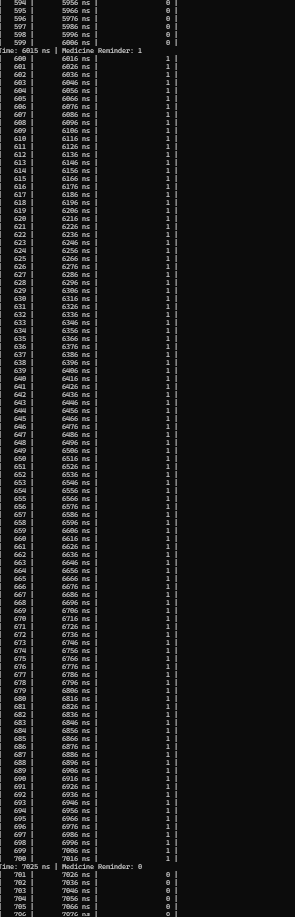 | 594 | 5956 ns | 0 |
| 595 | 5966 ns | 0 |
| 596 | 5976 ns | 0 |
| 597 | 5986 ns | 0 |
| 598 | 5996 ns | 0 |
| 599 | 6006 ns | 0 |
Time: 6015 ns | Medicine Reminder: 1
| 600 | 6016 ns | 1 |
| 601 | 6026 ns | 1 |
| 602 | 6036 ns | 1 |
| 603 | 6046 ns | 1 |
| 604 | 6056 ns | 1 |
| 605 | 6066 ns | 1 |
| 606 | 6076 ns | 1 |
| 607 | 6086 ns | 1 |
| 608 | 6096 ns | 1 |
| 609 | 6106 ns | 1 |
| 610 | 6116 ns | 1 |
| 611 | 6126 ns | 1 |
| 612 | 6136 ns | 1 |
| 613 | 6146 ns | 1 |
| 614 | 6156 ns | 1 |
| 615 | 6166 ns | 1 |
| 616 | 6176 ns | 1 |
| 617 | 6186 ns | 1 |
| 618 | 6196 ns | 1 |
| 619 | 6206 ns | 1 |
| 620 | 6216 ns | 1 |
| 621 | 6226 ns | 1 |
| 622 | 6236 ns | 1 |
| 623 | 6246 ns | 1 |
| 624 | 6256 ns | 1 |
| 625 | 6266 ns | 1 |
| 626 | 6276 ns | 1 |
| 627 | 6286 ns | 1 |
| 628 | 6296 ns | 1 |
| 629 | 6306 ns | 1 |
| 630 | 6316 ns | 1 |
| 631 | 6326 ns | 1 |
| 632 | 6336 ns | 1 |
| 633 | 6346 ns | 1 |
| 634 | 6356 ns | 1 |
| 635 | 6366 ns | 1 |
| 636 | 6376 ns | 1 |
| 637 | 6386 ns | 1 |
| 638 | 6396 ns | 1 |
| 639 | 6406 ns | 1 |
| 640 | 6416 ns | 1 |
| 641 | 6426 ns | 1 |
| 642 | 6436 ns | 1 |
| 643 | 6446 ns | 1 |
| 644 | 6456 ns | 1 |
| 645 | 6466 ns | 1 |
| 646 | 6476 ns | 1 |
| 647 | 6486 ns | 1 |
| 648 | 6496 ns | 1 |
| 649 | 6506 ns | 1 |
| 650 | 6516 ns | 1 |
| 651 | 6526 ns | 1 |
| 652 | 6536 ns | 1 |
| 653 | 6546 ns | 1 |
| 654 | 6556 ns | 1 |
| 655 | 6566 ns | 1 |
| 656 | 6576 ns | 1 |
| 657 | 6586 ns | 1 |
| 658 | 6596 ns | 1 |
| 659 | 6606 ns | 1 |
| 660 | 6616 ns | 1 |
| 661 | 6626 ns | 1 |
| 662 | 6636 ns | 1 |
| 663 | 6646 ns | 1 |
| 664 | 6656 ns | 1 |
| 665 | 6666 ns | 1 |
| 666 | 6676 ns | 1 |
| 667 | 6686 ns | 1 |
| 668 | 6696 ns | 1 |
| 669 | 6706 ns | 1 |
| 670 | 6716 ns | 1 |
| 671 | 6726 ns | 1 |
| 672 | 6736 ns | 1 |
| 673 | 6746 ns | 1 |
| 674 | 6756 ns | 1 |
| 675 | 6766 ns | 1 |
| 676 | 6776 ns | 1 |
| 677 | 6786 ns | 1 |
| 678 | 6796 ns | 1 |
| 679 | 6806 ns | 1 |
| 680 | 6816 ns | 1 |
| 681 | 6826 ns | 1 |
| 682 | 6836 ns | 1 |
| 683 | 6846 ns | 1 |
| 684 | 6856 ns | 1 |
| 685 | 6866 ns | 1 |
| 686 | 6876 ns | 1 |
| 687 | 6886 ns | 1 |
| 688 | 6896 ns | 1 |
| 689 | 6906 ns | 1 |
| 690 | 6916 ns | 1 |
| 691 | 6926 ns | 1 |
| 692 | 6936 ns | 1 |
| 693 | 6946 ns | 1 |
| 694 | 6956 ns | 1 |
| 695 | 6966 ns | 1 |
| 696 | 6976 ns | 1 |
| 697 | 6986 ns | 1 |
| 698 | 6996 ns | 1 |
| 699 | 7006 ns | 1 |
| 700 | 7016 ns | 1 |
Time: 7025 ns | Medicine Reminder: 0
| 701 | 7026 ns | 0 |
| 702 | 7036 ns | 0 |
| 703 | 7046 ns | 0 |
| 704 | 7056 ns | 0 |
| 705 | 7066 ns | 0 |
| 706 | 7076 ns | 0 |